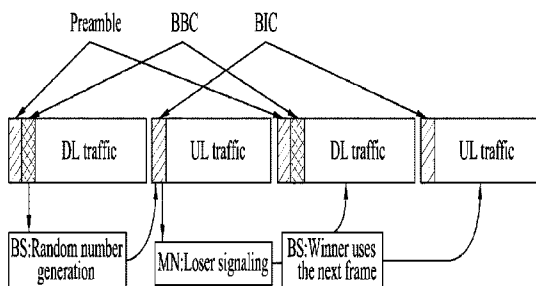 Preamble BBC BIC
DL traffic UL traffic DL traffic UL traffic
BS:Random number
generation
MN:Loser signaling
BS:Winner uses
the next frame